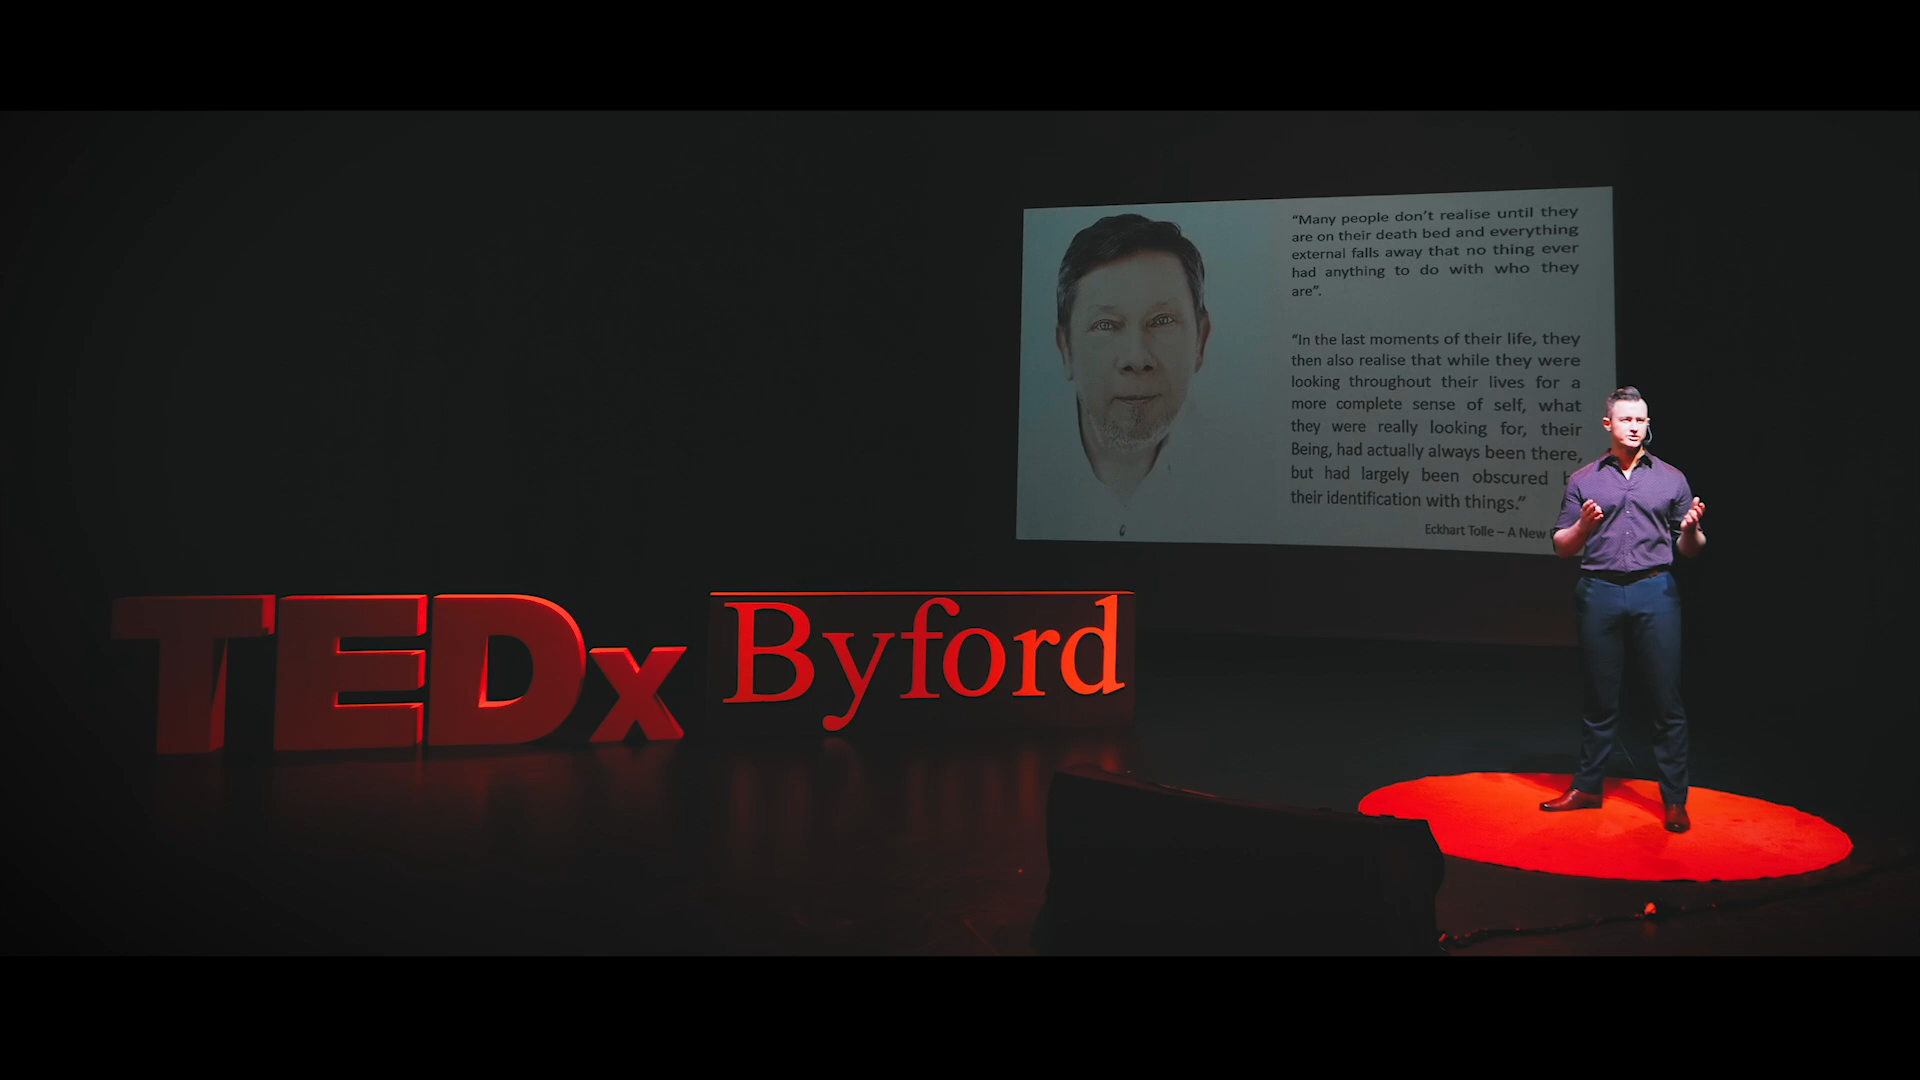 “Many people don’t realise until they
are on their death bed and everything
external falls away that no thing ever
had anything to do with who they
are”.
“In the last moments of their life, they
then also realise that while they were
looking throughout their lives for a
more complete sense of self, what
they were really looking for, their
Being, had actually always been there,
but had largely been obscured
their identification with things.”
Eckhart Tolle – A New
TEDx Byford